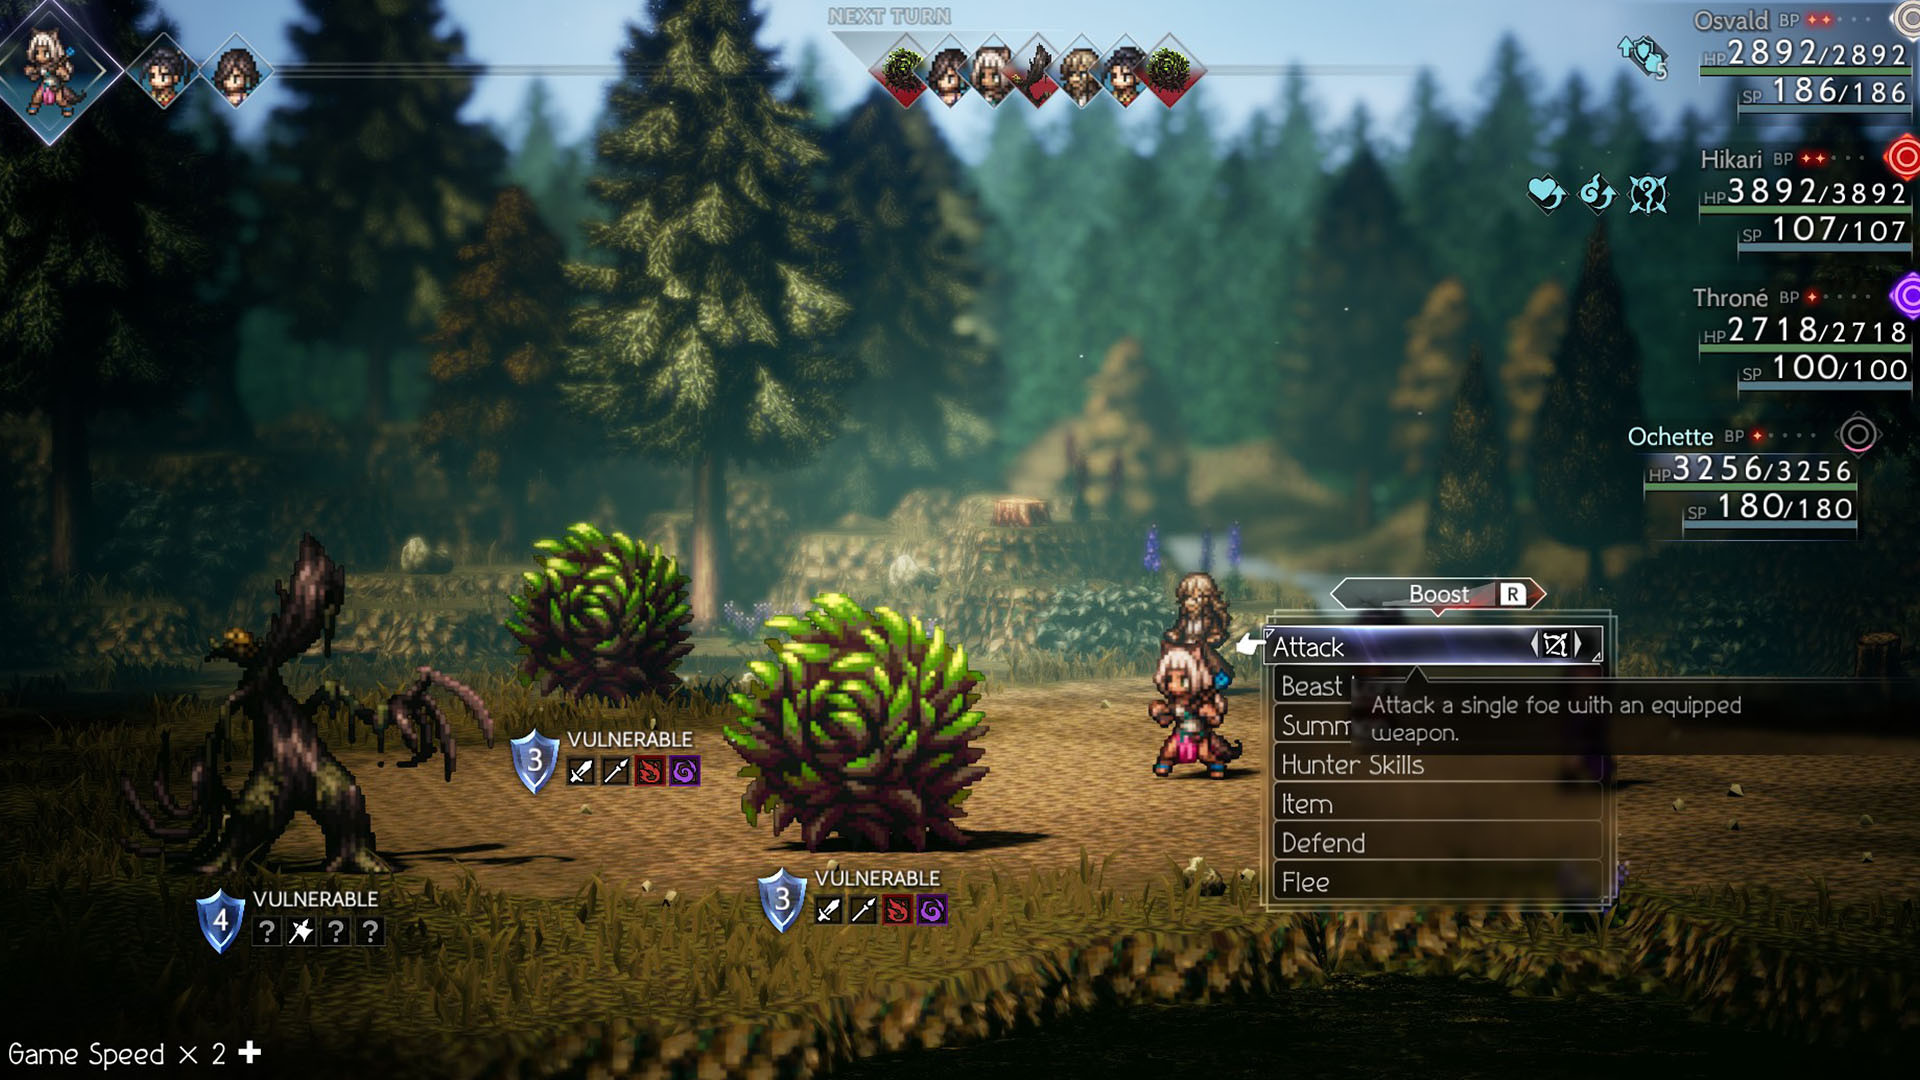 NEXT TURN
Osvald BP
HP 2892/2892
SP 186/186
5
Hikari BP
HP 3892/3892
SP 107/107
Throné BP
HP 2718/2718
SP 100/100
Ochette BP
HP 3256/3256
SP 180/180
Boost R
Attack
Beast
Attack a single foe with an equipped
weapon.
Summ
Hunter Skills
Item
Defend
Flee
3 VULNERABLE
3 VULNERABLE
4 VULNERABLE
? ? ?
Game Speed × 2 +